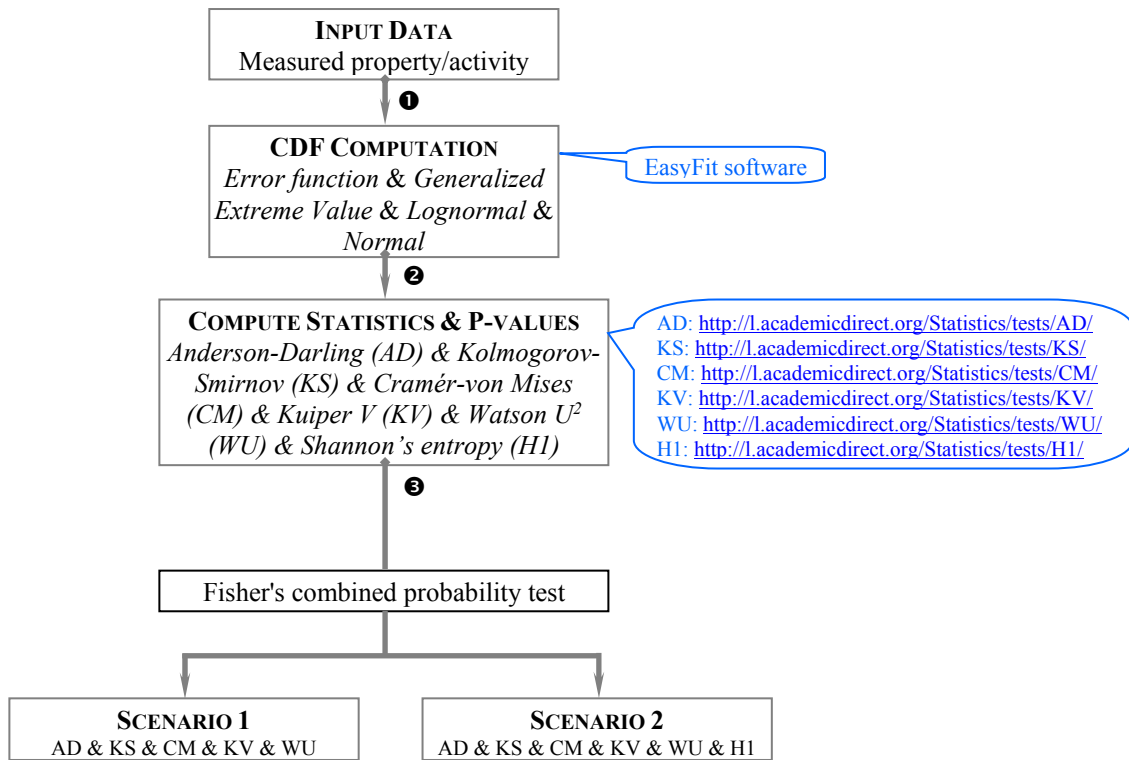 INPUT DATA
Measured property/activity
❶
CDF COMPUTATION
Error function & Generalized
Extreme Value & Lognormal &
Normal
EasyFit software
❷
COMPUTE STATISTICS & P-VALUES
Anderson-Darling (AD) & Kolmogorov-
Smirnov (KS) & Cramér-von Mises
(CM) & Kuiper V (KV) & Watson U²
(WU) & Shannon’s entropy (H1)
AD: http://l.academicdirect.org/Statistics/tests/AD/
KS: http://l.academicdirect.org/Statistics/tests/KS/
CM: http://l.academicdirect.org/Statistics/tests/CM/
KV: http://l.academicdirect.org/Statistics/tests/KV/
WU: http://l.academicdirect.org/Statistics/tests/WU/
H1: http://l.academicdirect.org/Statistics/tests/H1/
❸
Fisher's combined probability test
SCENARIO 1
AD & KS & CM & KV & WU
SCENARIO 2
AD & KS & CM & KV & WU & H1